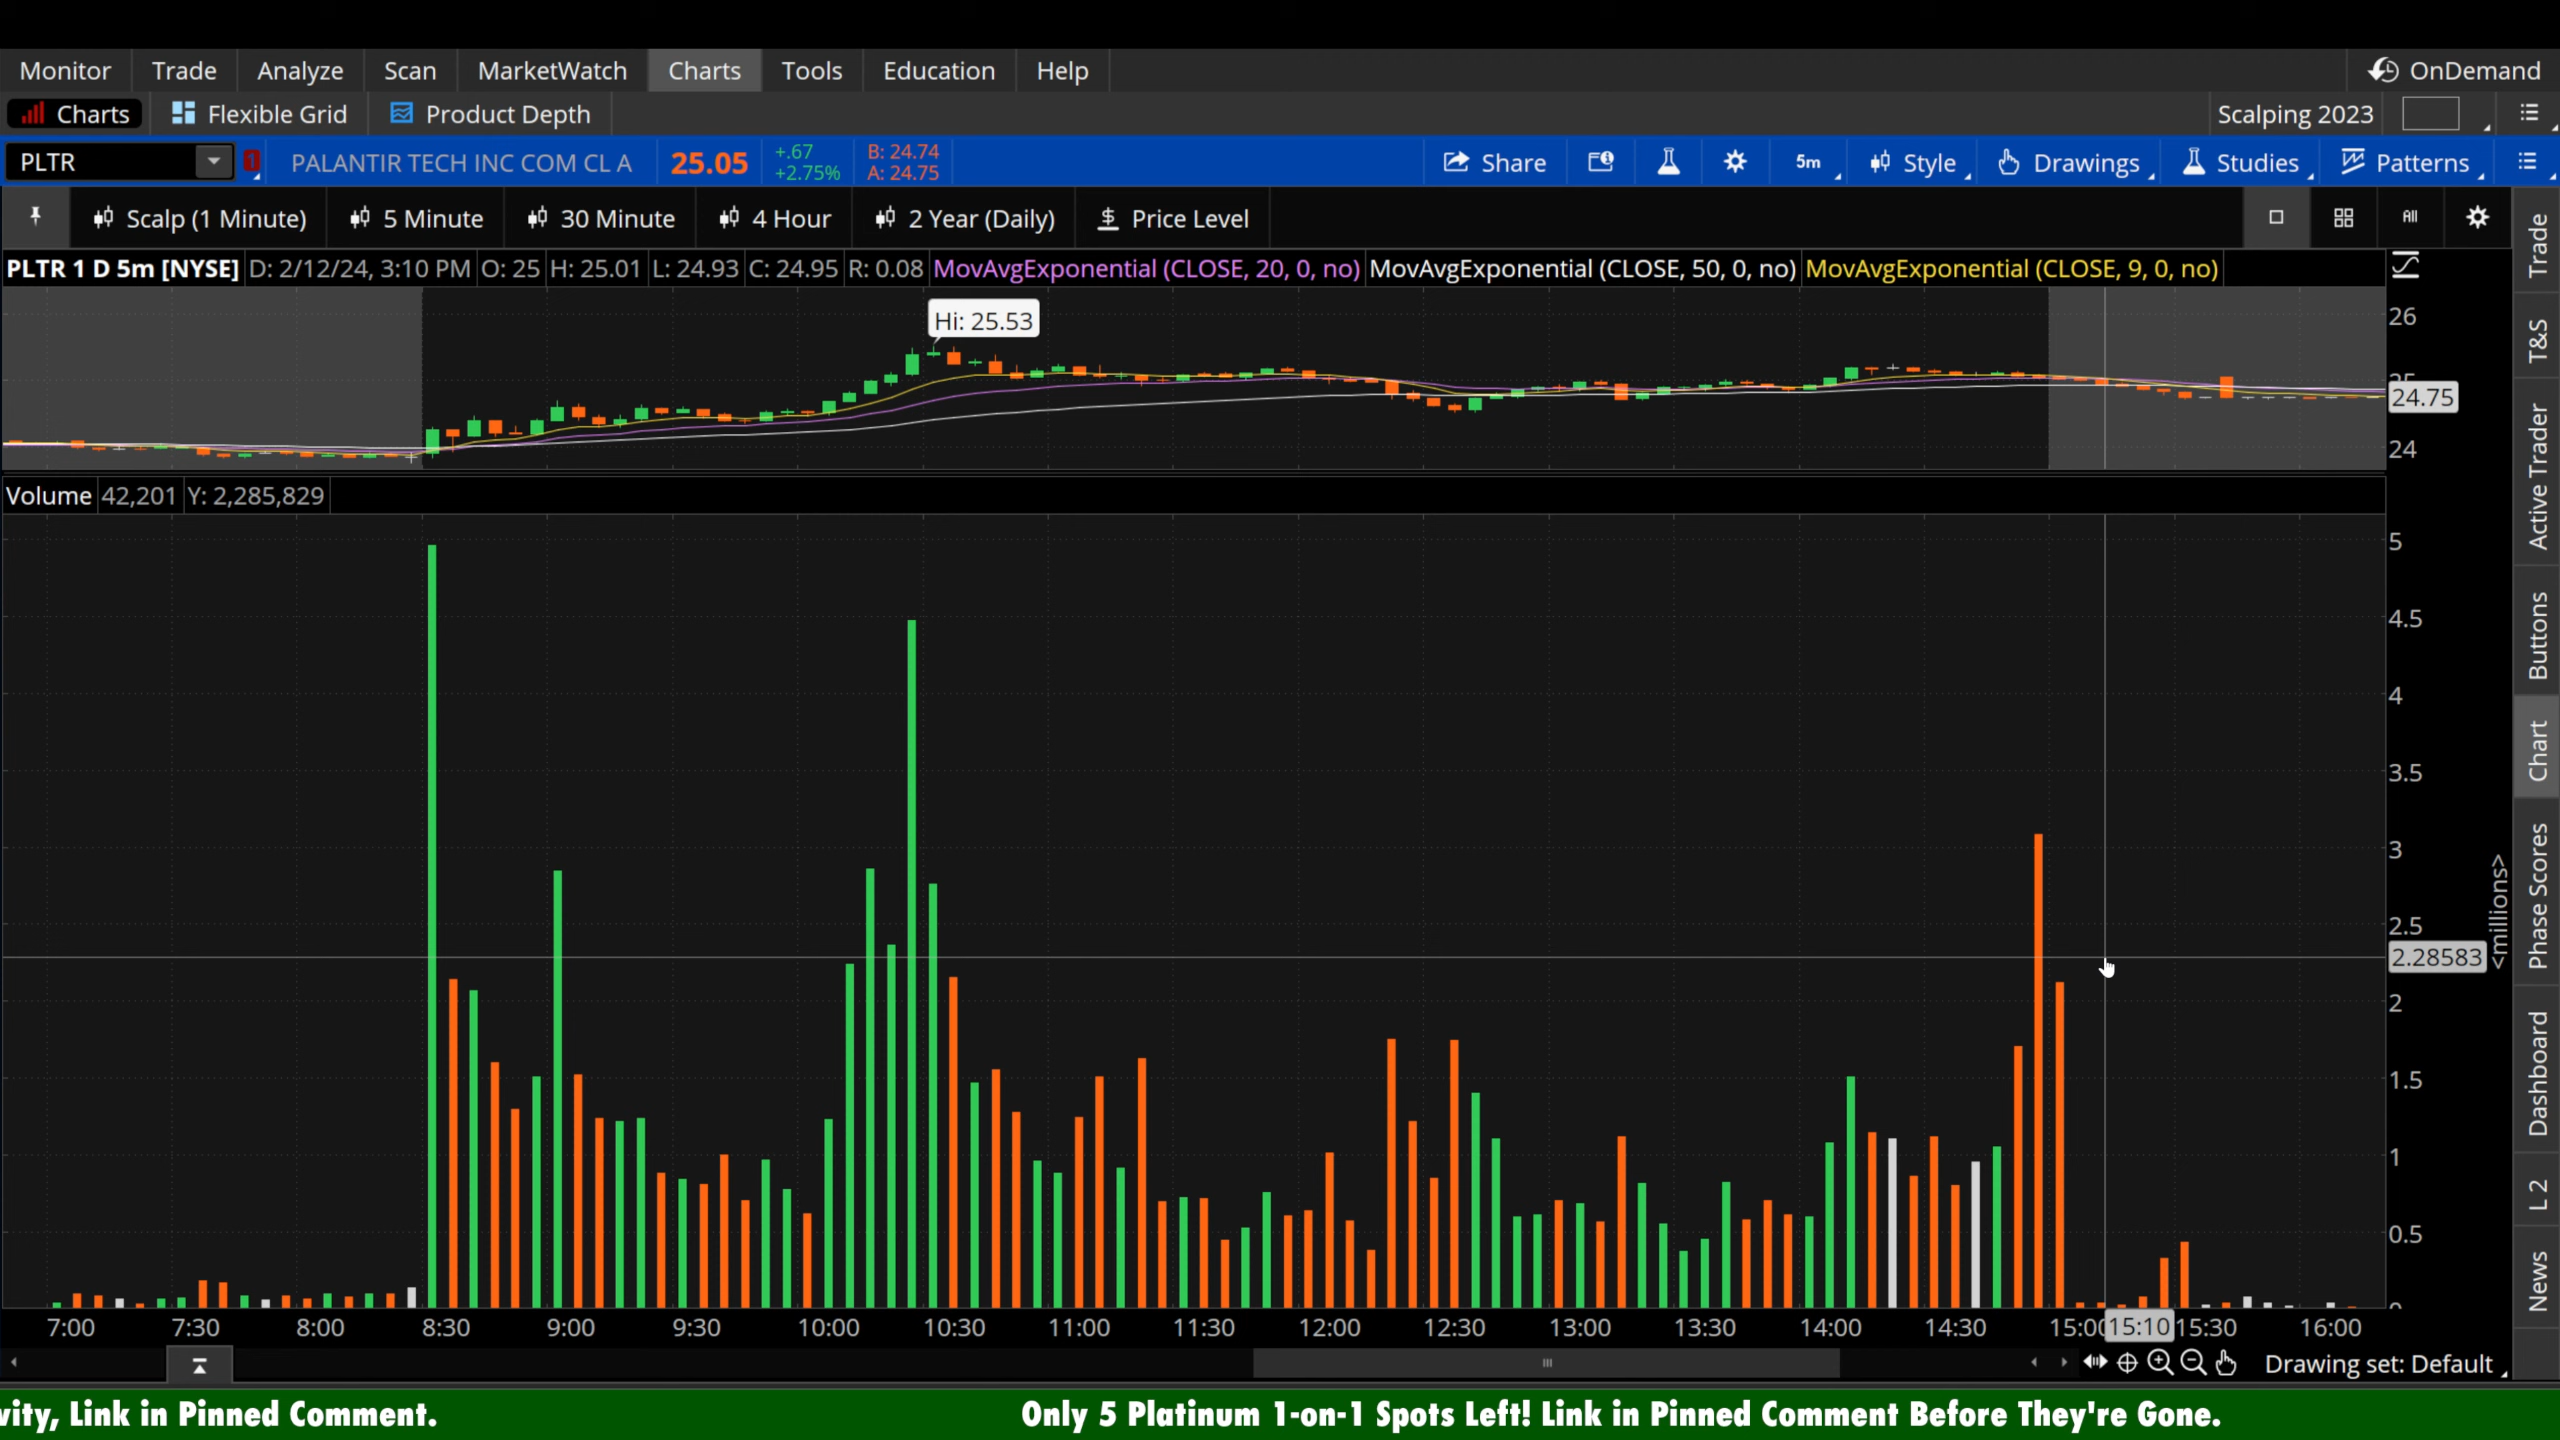 Monitor Trade Analyze Scan MarketWatch Charts Tools Education Help OnDemand
Charts Flexible Grid Product Depth Scalping 2023
PLTR 1 PALANTIR TECH INC COM CL A 25.05 +.67 B: 24.74 Share 5m Style Drawings Studies Patterns
+2.75% A: 24.75
Scalp (1 Minute) 5 Minute 30 Minute 4 Hour 2 Year (Daily) $ Price Level All
PLTR 1 D 5m [NYSE] D: 2/12/24, 3:10 PM O: 25 H: 25.01 L: 24.93 C: 24.95 R: 0.08 MovAvgExponential (CLOSE, 20, 0, no) MovAvgExponential (CLOSE, 50, 0, no) MovAvgExponential (CLOSE, 9, 0, no)
Hi: 25.53
26
24.75
24
Volume 42,201 Y: 2,285,829
5
4.5
4
3.5
3
2.5
2.28583
<millions>
2
1.5
1
0.5
7:00 7:30 8:00 8:30 9:00 9:30 10:00 10:30 11:00 11:30 12:00 12:30 13:00 13:30 14:00 14:30 15:00 15:10 15:30 16:00
Drawing set: Default
Trade
T&S
Active Trader
Buttons
Chart
Phase Scores
Dashboard
L 2
News
vity, Link in Pinned Comment. Only 5 Platinum 1-on-1 Spots Left! Link in Pinned Comment Before They're Gone.